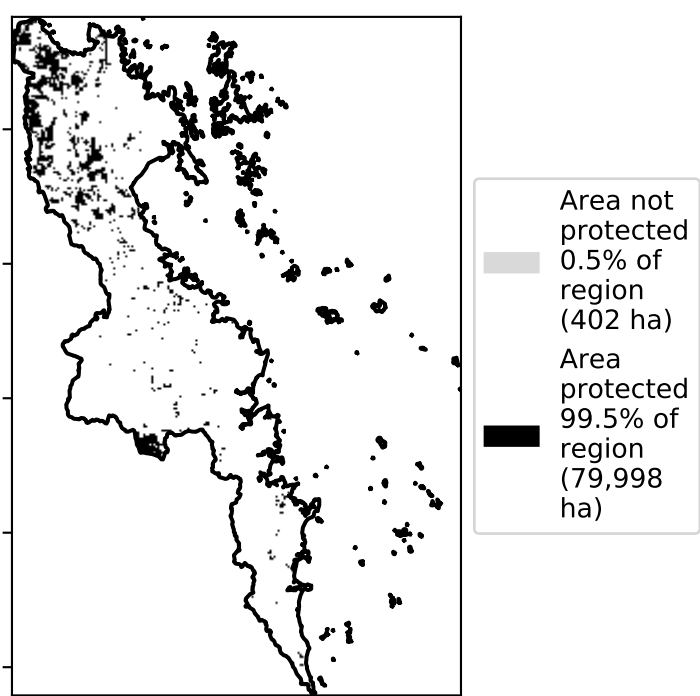 Area not
protected
0.5% of
region
(402 ha)
Area
protected
99.5% of
region
(79,998
ha)